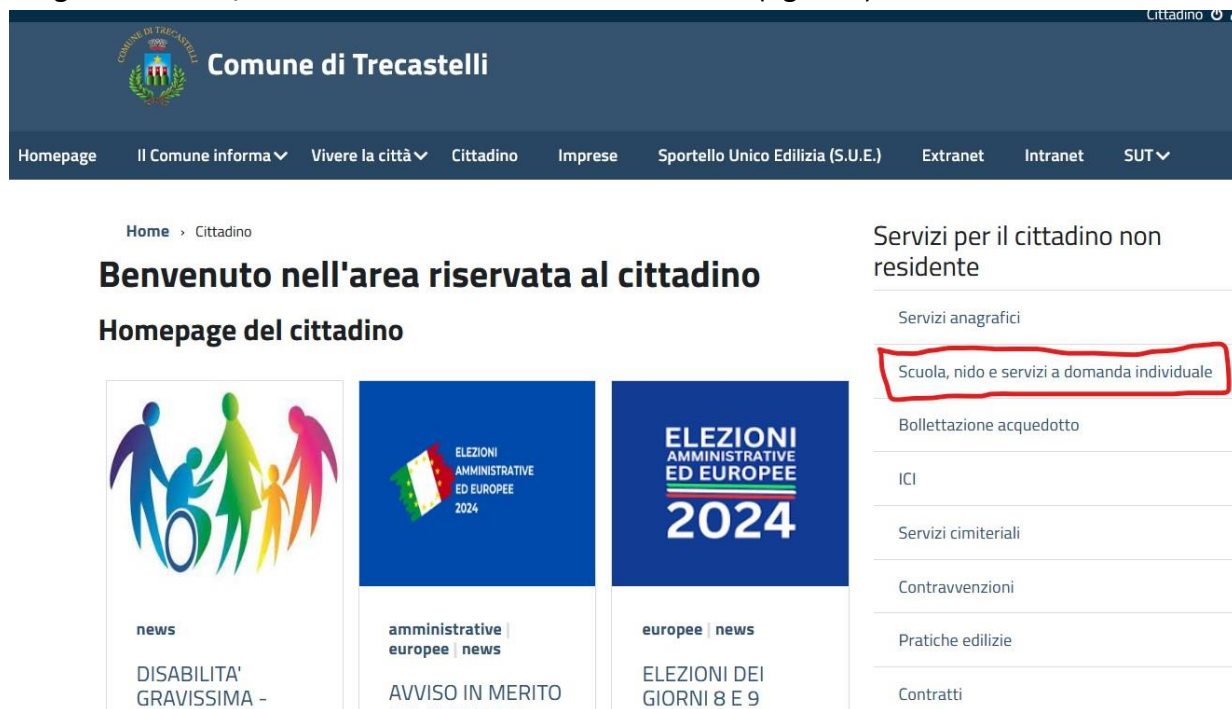 Cittadino
COMUNE DI TRECASTELLI
Comune di Trecastelli
Homepage Il Comune informa Vivere la città Cittadino Imprese Sportello Unico Edilizia (S.U.E.) Extranet Intranet SUT
Home › Cittadino
Benvenuto nell'area riservata al cittadino
Homepage del cittadino
ELEZIONI
AMMINISTRATIVE
ED EUROPEE
2024
ELEZIONI
AMMINISTRATIVE
ED EUROPEE
2024
news
DISABILITA'
GRAVISSIMA -
amministrative |
europee | news
AVVISO IN MERITO
europee | news
ELEZIONI DEI
GIORNI 8 E 9
Servizi per il cittadino non
residente
Servizi anagrafici
Scuola, nido e servizi a domanda individuale
Bollettazione acquedotto
ICI
Servizi cimiteriali
Contravvenzioni
Pratiche edilizie
Contratti